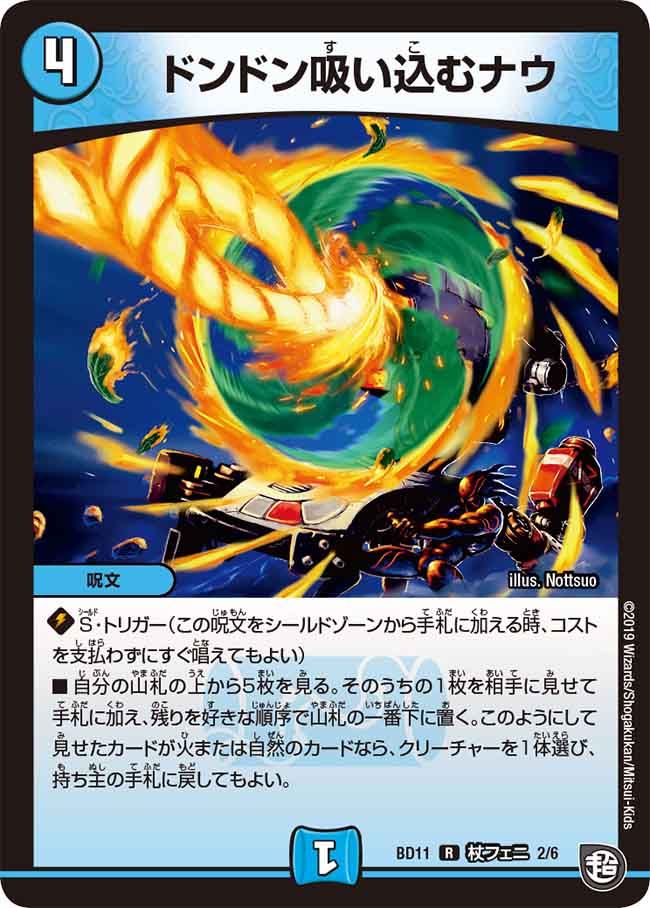 4
ドンドン吸い込むナウ
illus. Nottsuo
呪文
S・トリガー(この呪文をシールドゾーンから手札に加える時、コスト
を支払わずにすぐ唱えてもよい)
■自分の山札の上から5枚を見る。そのうちの1枚を相手に見せて
手札に加え、残りを好きな順序で山札の一番下に置く。このようにして
見せたカードが火または自然のカードなら、クリーチャーを1体選び、
持ち主の手札に戻してもよい。
©2019 Wizards/Shogakukan/Mitsui-Kids
1
BD11 R 杖フェニ 2/6
超